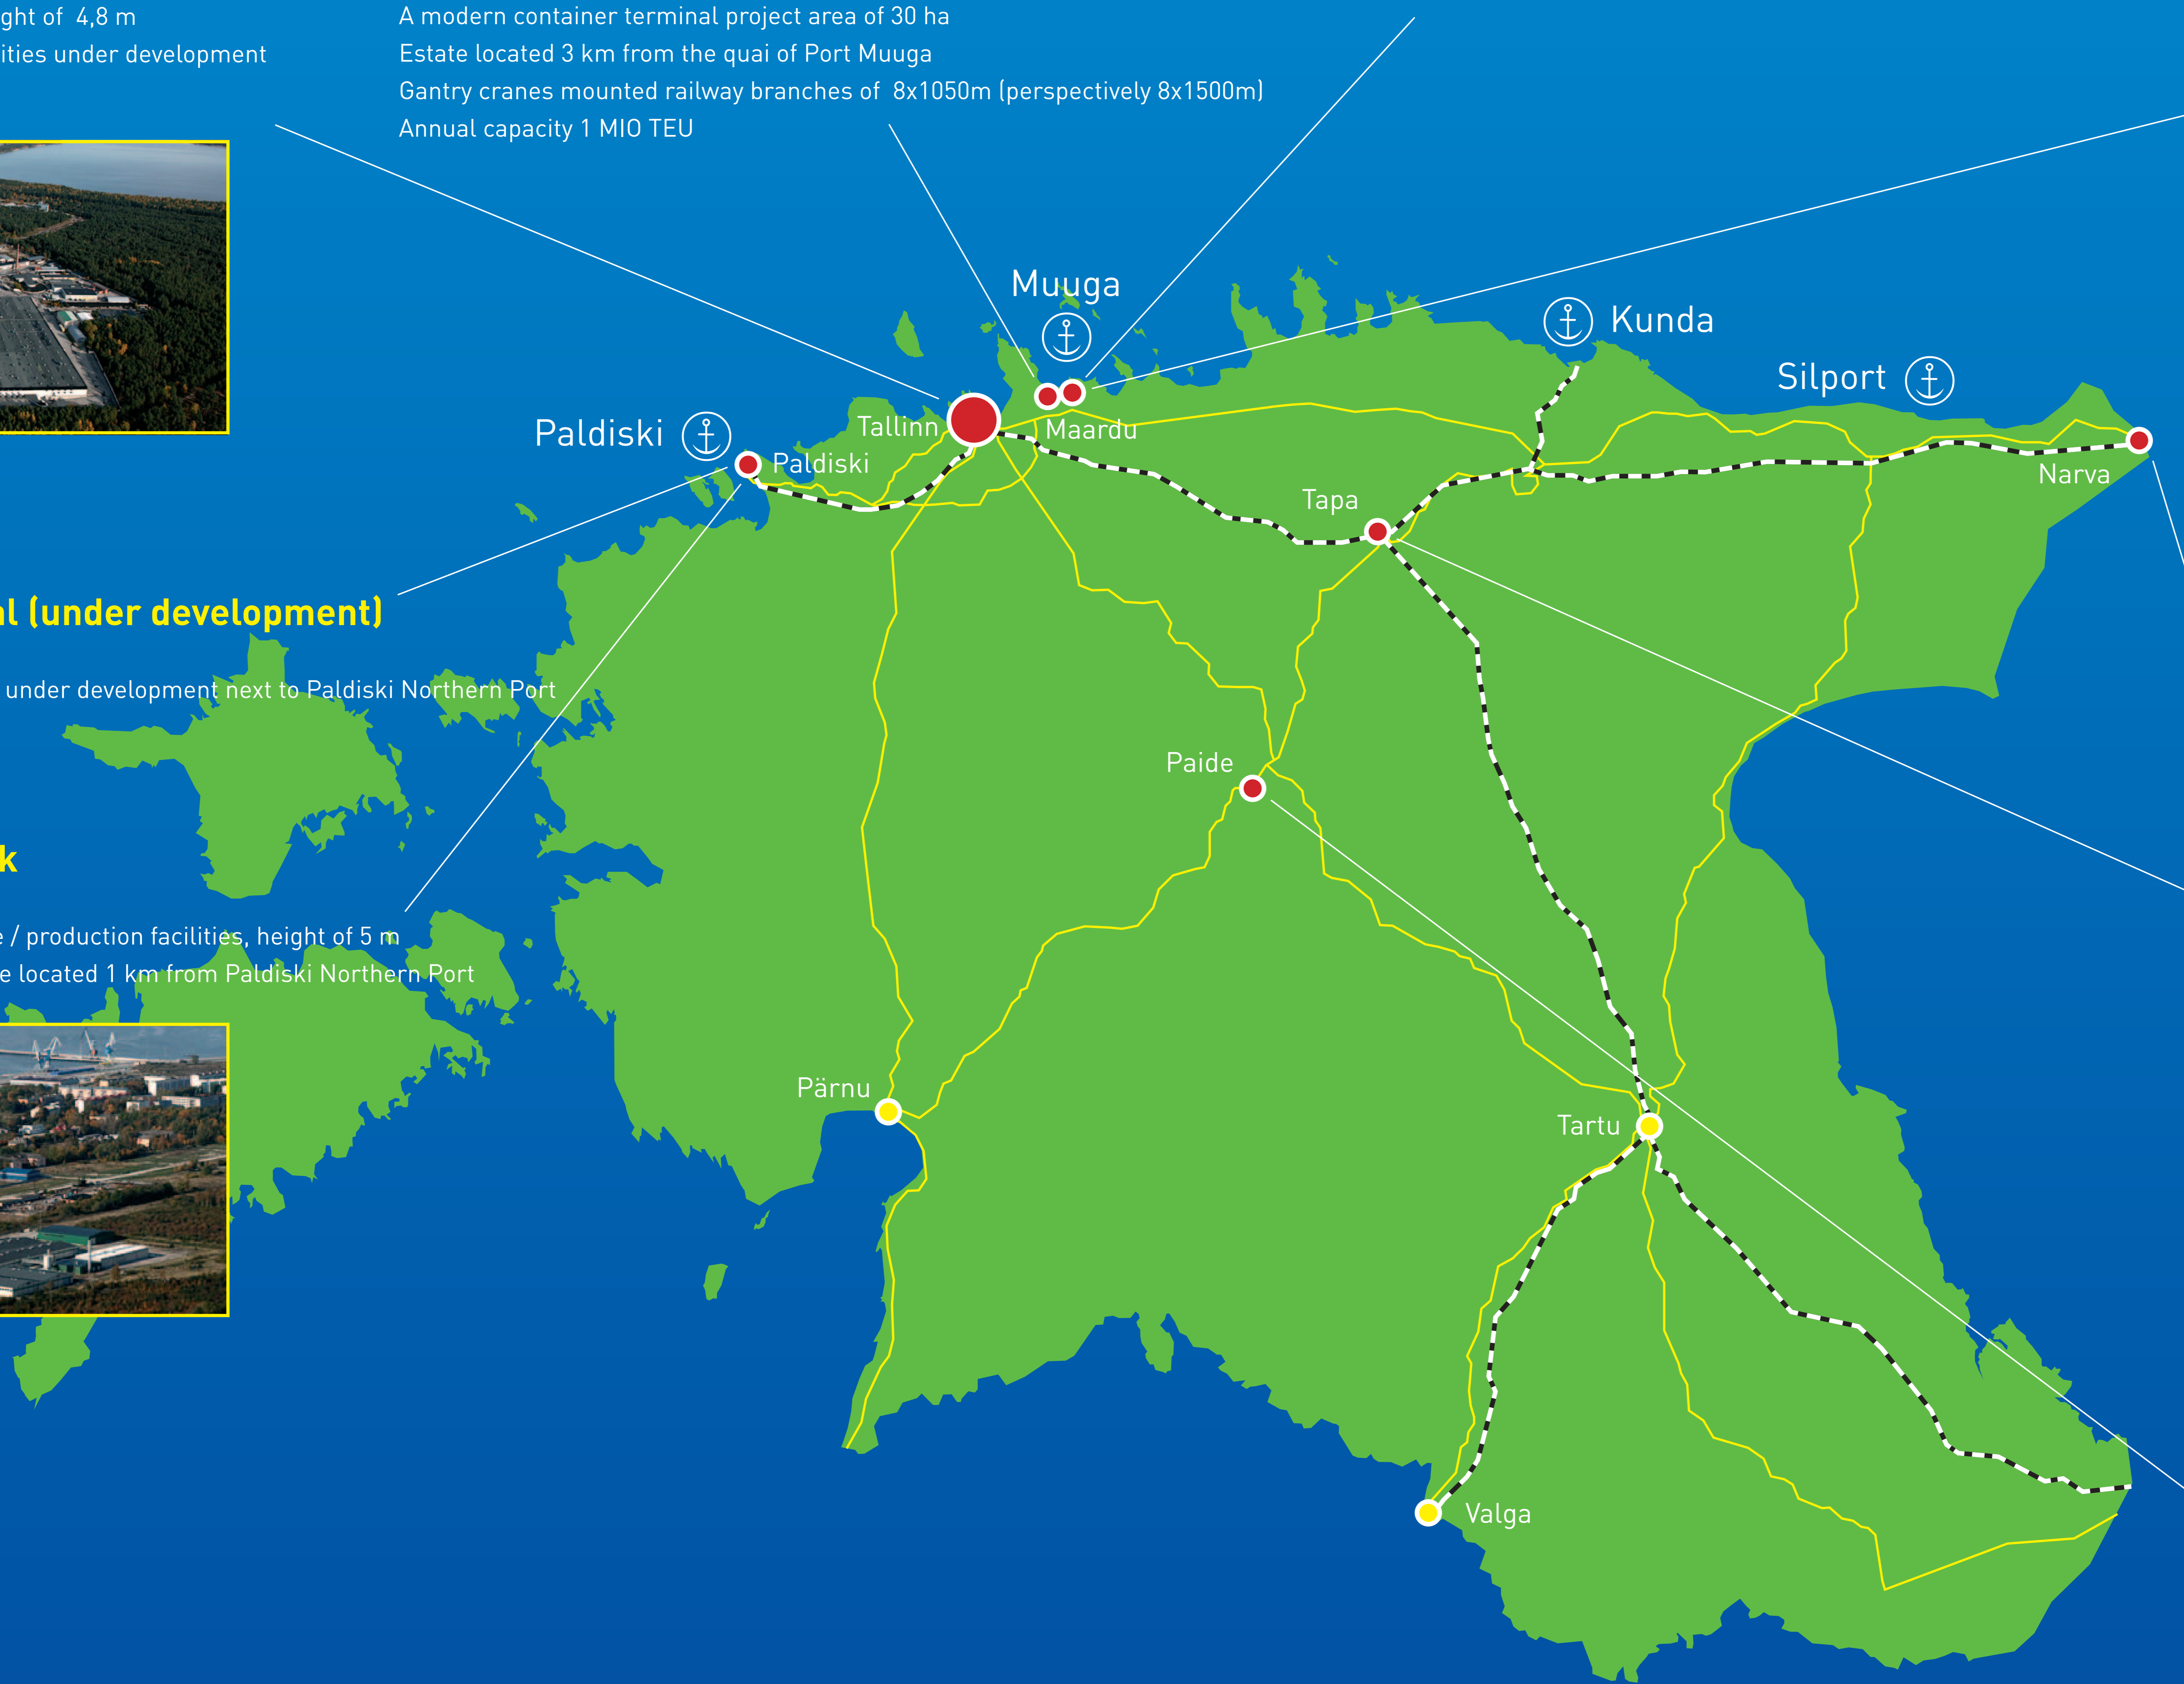 ght of 4,8 m
ities under development
A modern container terminal project area of 30 ha
Estate located 3 km from the quai of Port Muuga
Gantry cranes mounted railway branches of 8x1050m (perspectively 8x1500m)
Annual capacity 1 MIO TEU
Muuga
Kunda
Silport
Paldiski
Tallinn
Maardu
Paldiski
Narva
Tapa
al (under development)
under development next to Paldiski Northern Port
Paide
k
e / production facilities, height of 5 m
e located 1 km from Paldiski Northern Port
Pärnu
Tartu
Valga